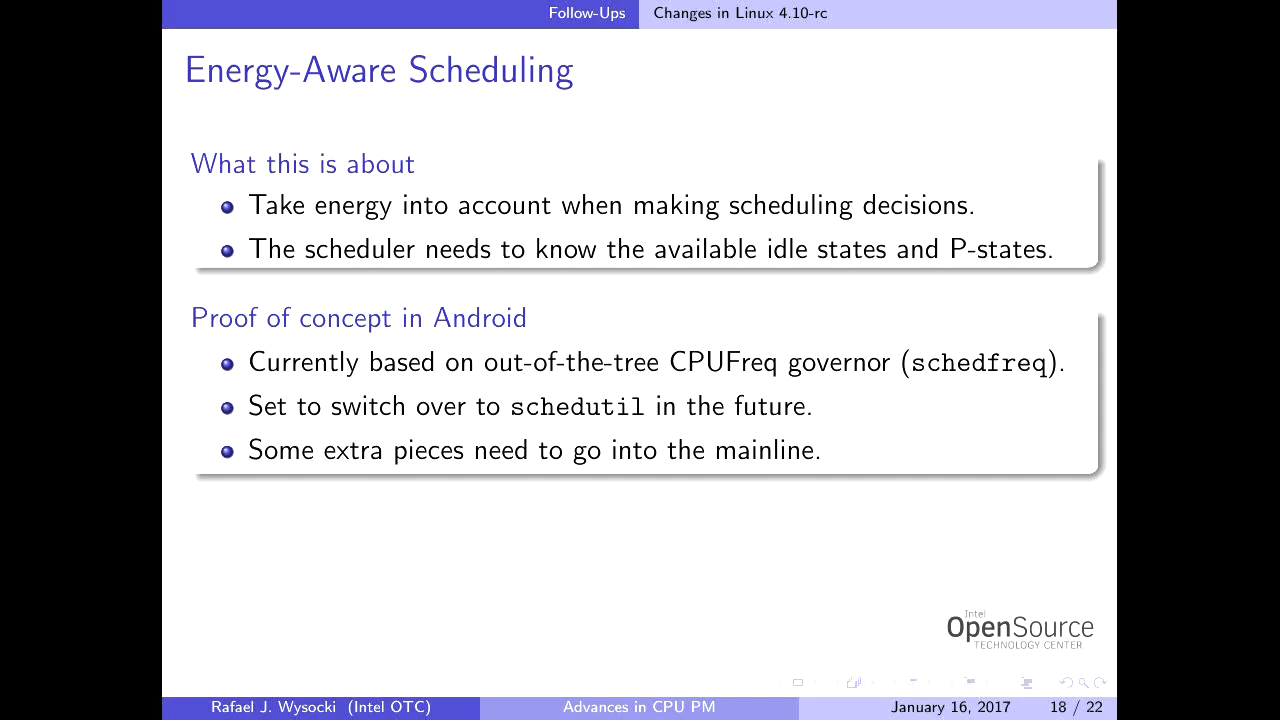 Follow-Ups Changes in Linux 4.10-rc
Energy-Aware Scheduling
What this is about
Take energy into account when making scheduling decisions.
The scheduler needs to know the available idle states and P-states.
Proof of concept in Android
Currently based on out-of-the-tree CPUFreq governor (schedfreq).
Set to switch over to schedutil in the future.
Some extra pieces need to go into the mainline.
Intel
OpenSource
TECHNOLOGY CENTER
Rafael J. Wysocki (Intel OTC) Advances in CPU PM January 16, 2017 18 / 22